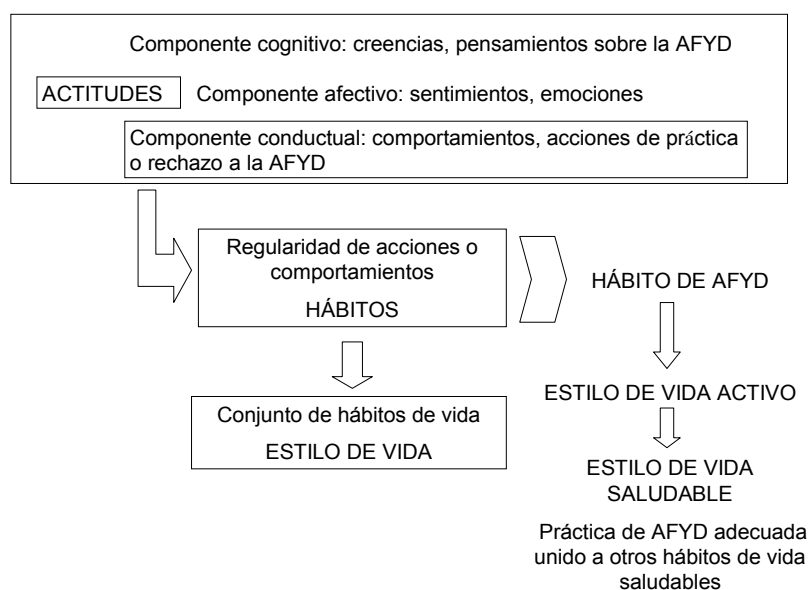 Componente cognitivo: creencias, pensamientos sobre la AFYD
ACTITUDES Componente afectivo: sentimientos, emociones
Componente conductual: comportamientos, acciones de práctica
o rechazo a la AFYD
Regularidad de acciones o
comportamientos
HÁBITOS
HÁBITO DE AFYD
Conjunto de hábitos de vida
ESTILO DE VIDA
ESTILO DE VIDA ACTIVO
ESTILO DE VIDA
SALUDABLE
Práctica de AFYD adecuada
unido a otros hábitos de vida
saludables